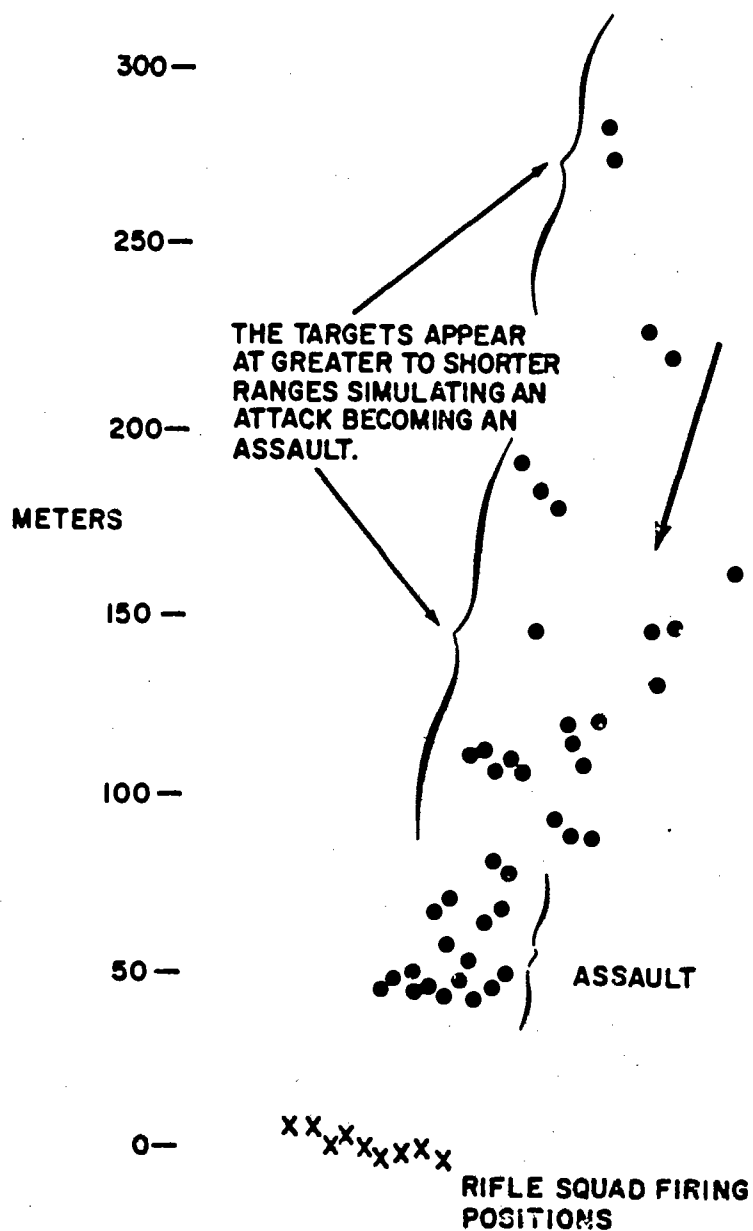 300—
250—
THE TARGETS APPEAR
AT GREATER TO SHORTER
RANGES SIMULATING AN
ATTACK BECOMING AN
ASSAULT.
200—
METERS
150—
100—
50—
ASSAULT
0—
X X X X X X X X X
RIFLE SQUAD FIRING
POSITIONS